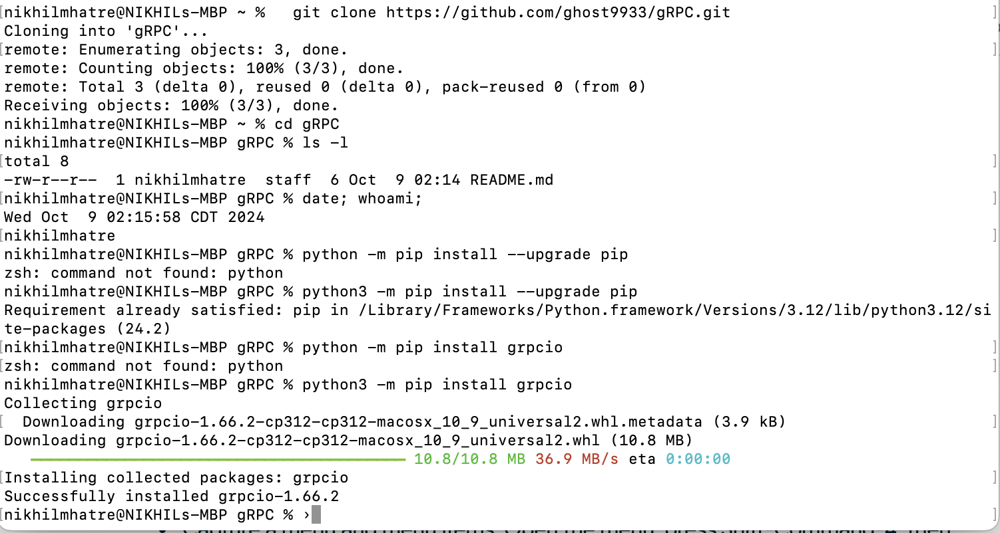 [nikhilmhatre@NIKHILs-MBP ~ %   git clone https://github.com/ghost9933/gRPC.git ]
Cloning into 'gRPC'...
[remote: Enumerating objects: 3, done. ]
remote: Counting objects: 100% (3/3), done.
remote: Total 3 (delta 0), reused 0 (delta 0), pack-reused 0 (from 0)
Receiving objects: 100% (3/3), done.
nikhilmhatre@NIKHILs-MBP ~ % cd gRPC
nikhilmhatre@NIKHILs-MBP gRPC % ls -l
[total 8 ]
-rw-r--r--  1 nikhilmhatre  staff  6 Oct  9 02:14 README.md
[nikhilmhatre@NIKHILs-MBP gRPC % date; whoami; ]
Wed Oct  9 02:15:58 CDT 2024
[nikhilmhatre ]
nikhilmhatre@NIKHILs-MBP gRPC % python -m pip install --upgrade pip
zsh: command not found: python
nikhilmhatre@NIKHILs-MBP gRPC % python3 -m pip install --upgrade pip
Requirement already satisfied: pip in /Library/Frameworks/Python.framework/Versions/3.12/lib/python3.12/si
te-packages (24.2)
[nikhilmhatre@NIKHILs-MBP gRPC % python -m pip install grpcio ]
[zsh: command not found: python ]
nikhilmhatre@NIKHILs-MBP gRPC % python3 -m pip install grpcio
Collecting grpcio
[  Downloading grpcio-1.66.2-cp312-cp312-macosx_10_9_universal2.whl.metadata (3.9 kB) ]
Downloading grpcio-1.66.2-cp312-cp312-macosx_10_9_universal2.whl (10.8 MB)
10.8/10.8 MB 36.9 MB/s eta 0:00:00
[Installing collected packages: grpcio ]
Successfully installed grpcio-1.66.2
[nikhilmhatre@NIKHILs-MBP gRPC % › ]